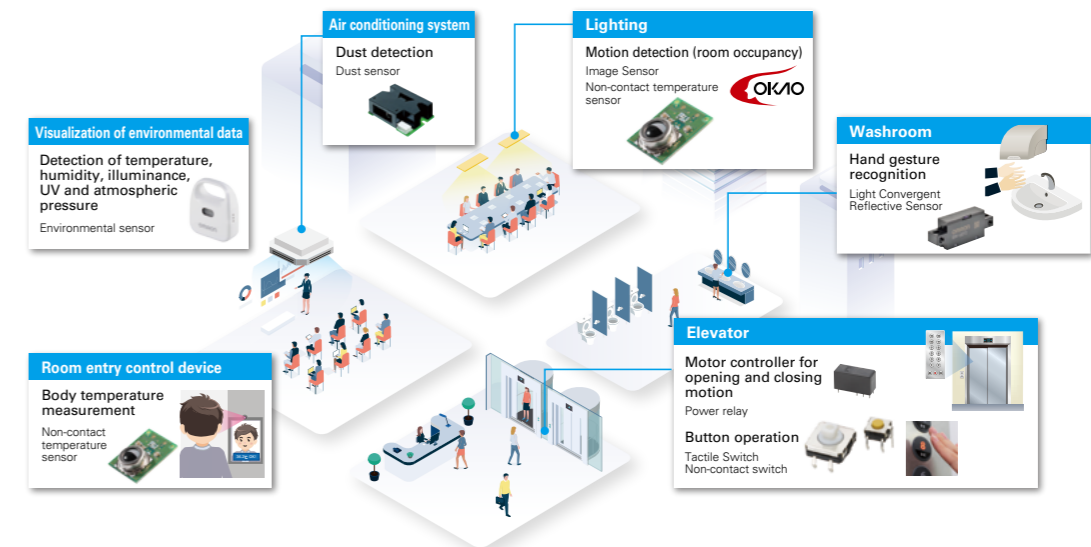 Air conditioning system
Dust detection
Dust sensor
Lighting
Motion detection (room occupancy)
Image Sensor
Non-contact temperature
sensor
OKAO
Visualization of environmental data
Detection of temperature,
humidity, illuminance,
UV and atmospheric
pressure
Environmental sensor
Washroom
Hand gesture
recognition
Light Convergent
Reflective Sensor
Room entry control device
Body temperature
measurement
Non-contact
temperature
sensor
Elevator
Motor controller for
opening and closing
motion
Power relay
Button operation
Tactile Switch
Non-contact switch